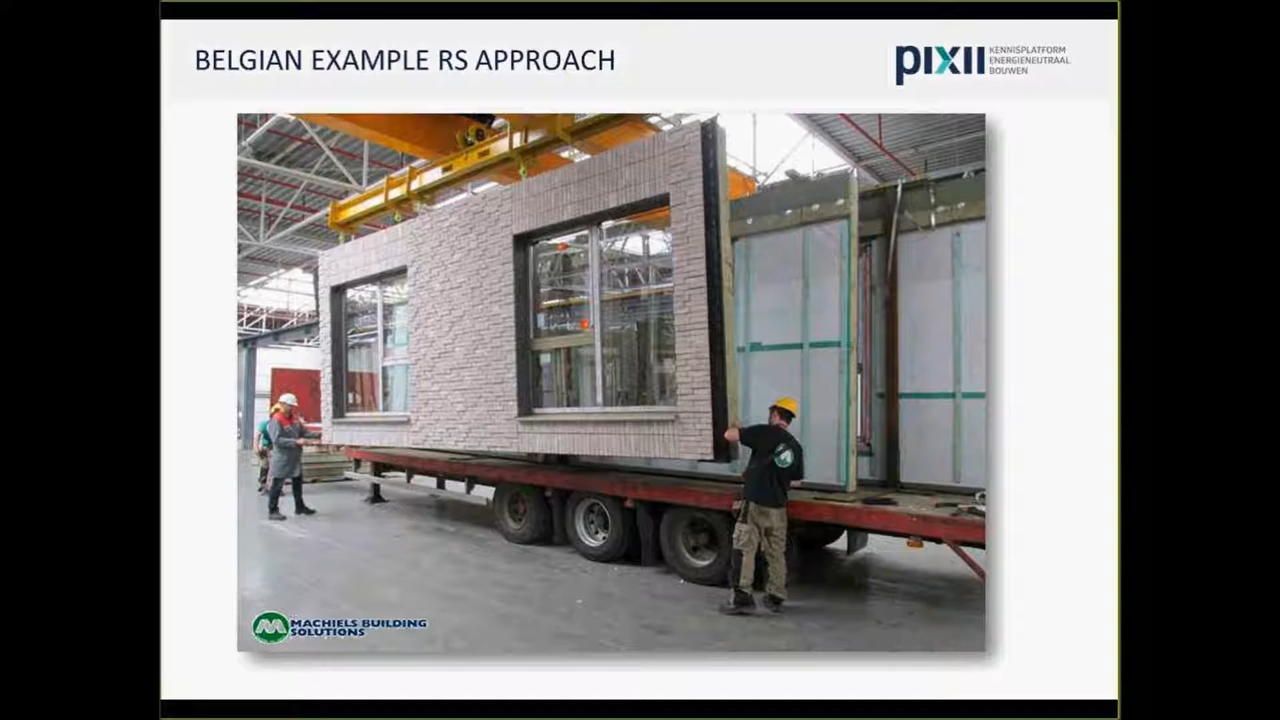 BELGIAN EXAMPLE RS APPROACH
pixii
KENNISPLATFORM
ENERGIENEUTRAAL
BOUWEN
MACHIELS BUILDING
SOLUTIONS